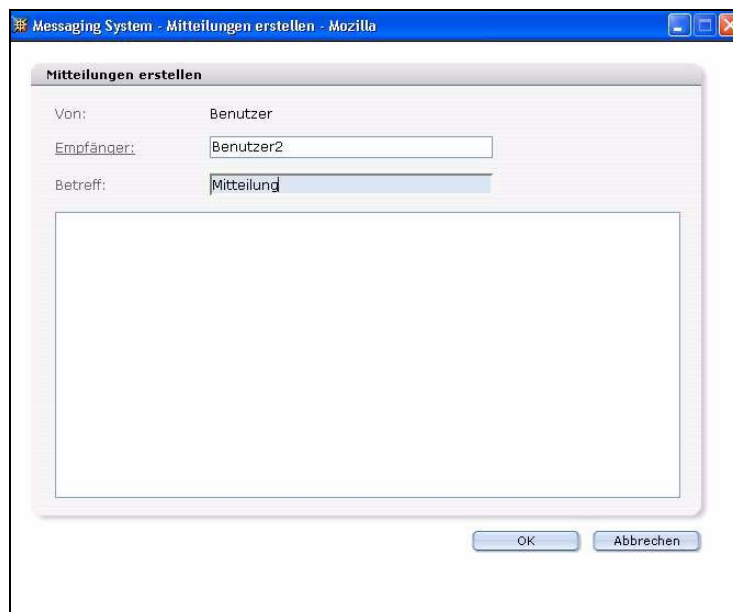 Messaging System - Mitteilungen erstellen - Mozilla
Mitteilungen erstellen
Von: Benutzer
Empfänger: Benutzer2
Betreff: Mitteilung
OK Abbrechen